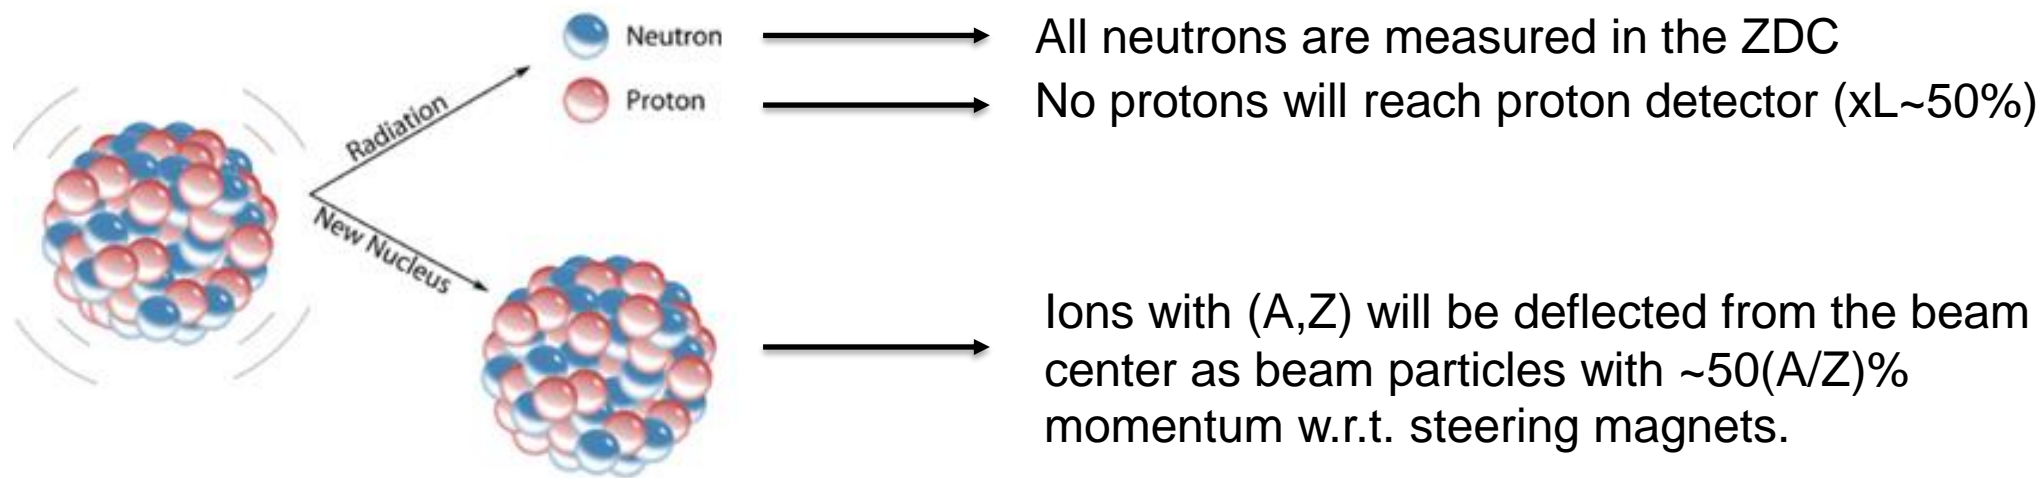 Neutron
All neutrons are measured in the ZDC
Proton
No protons will reach proton detector (xL~50%)
Radiation
New Nucleus
Ions with (A,Z) will be deflected from the beam
center as beam particles with ~50(A/Z)%
momentum w.r.t. steering magnets.